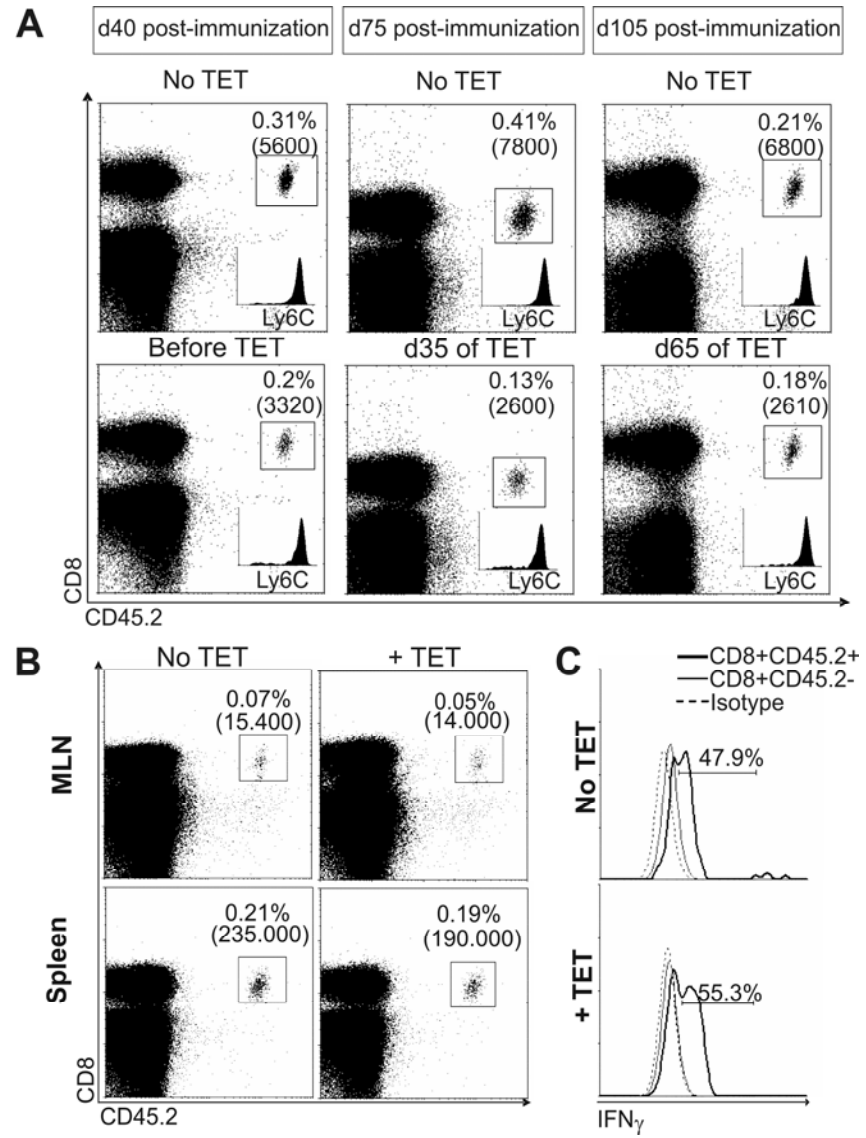 A
d40 post-immunization
d75 post-immunization
d105 post-immunization
No TET
No TET
No TET
0.31%
(5600)
Ly6C
0.41%
(7800)
Ly6C
0.21%
(6800)
Ly6C
Before TET
d35 of TET
d65 of TET
0.2%
(3320)
Ly6C
0.13%
(2600)
Ly6C
0.18%
(2610)
Ly6C
CD8
CD45.2
B
No TET
+ TET
MLN
0.07%
(15.400)
0.05%
(14.000)
Spleen
0.21%
(235.000)
0.19%
(190.000)
CD8
CD45.2
C
CD8+CD45.2+
CD8+CD45.2-
Isotype
No TET
47.9%
+ TET
55.3%
IFNγ